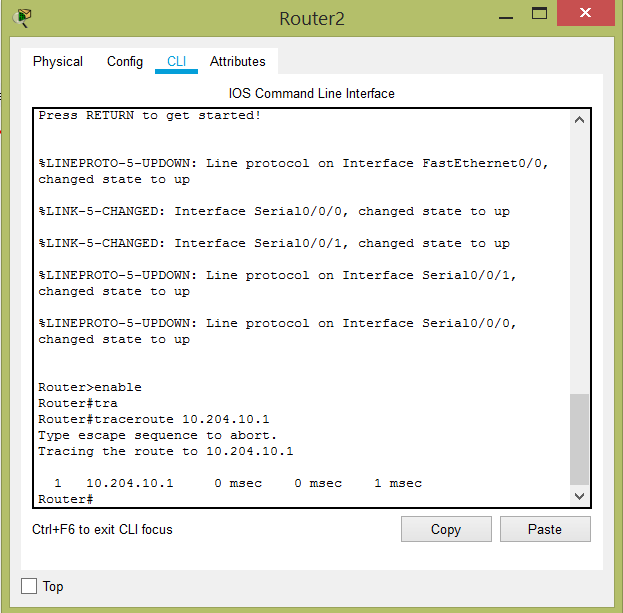 Router2
Physical Config CLI Attributes
IOS Command Line Interface
Press RETURN to get started!
%LINEPROTO-5-UPDOWN: Line protocol on Interface FastEthernet0/0,
changed state to up
%LINK-5-CHANGED: Interface Serial0/0/0, changed state to up
%LINK-5-CHANGED: Interface Serial0/0/1, changed state to up
%LINEPROTO-5-UPDOWN: Line protocol on Interface Serial0/0/1,
changed state to up
%LINEPROTO-5-UPDOWN: Line protocol on Interface Serial0/0/0,
changed state to up
Router>enable
Router#tra
Router#traceroute 10.204.10.1
Type escape sequence to abort.
Tracing the route to 10.204.10.1
1 10.204.10.1 0 msec 0 msec 1 msec
Router#
Ctrl+F6 to exit CLI focus
Copy Paste
Top